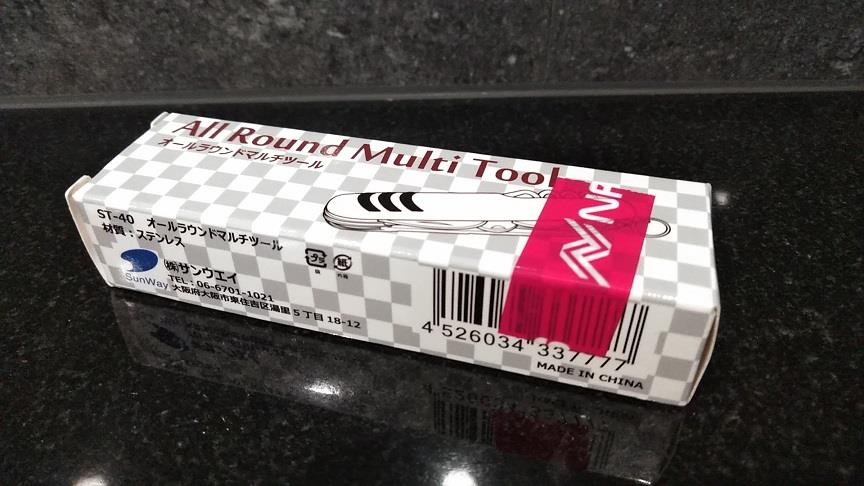 All Round Multi Tool
オールラウンドマルチツール
ST-40 オールラウンドマルチツール
材質：ステンレス
SunWay
㈱サンウエイ
TEL：06-6701-1021
大阪府大阪市東住吉区湯里5丁目18-12
プラ
紙
4 526034 337777
MADE IN CHINA